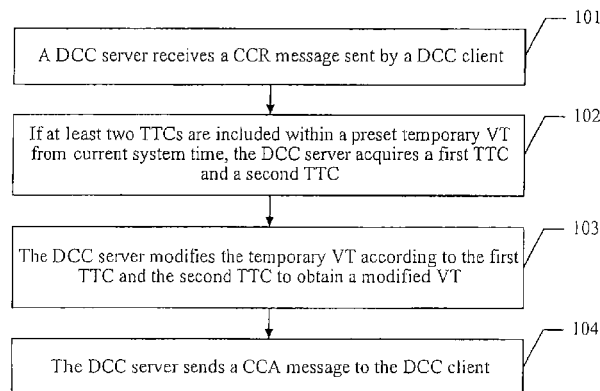 101
A DCC server receives a CCR message sent by a DCC client
102
If at least two TTCs are included within a preset temporary VT
from current system time, the DCC server acquires a first TTC
and a second TTC
103
The DCC server modifies the temporary VT according to the first
TTC and the second TTC to obtain a modified VT
104
The DCC server sends a CCA message to the DCC client